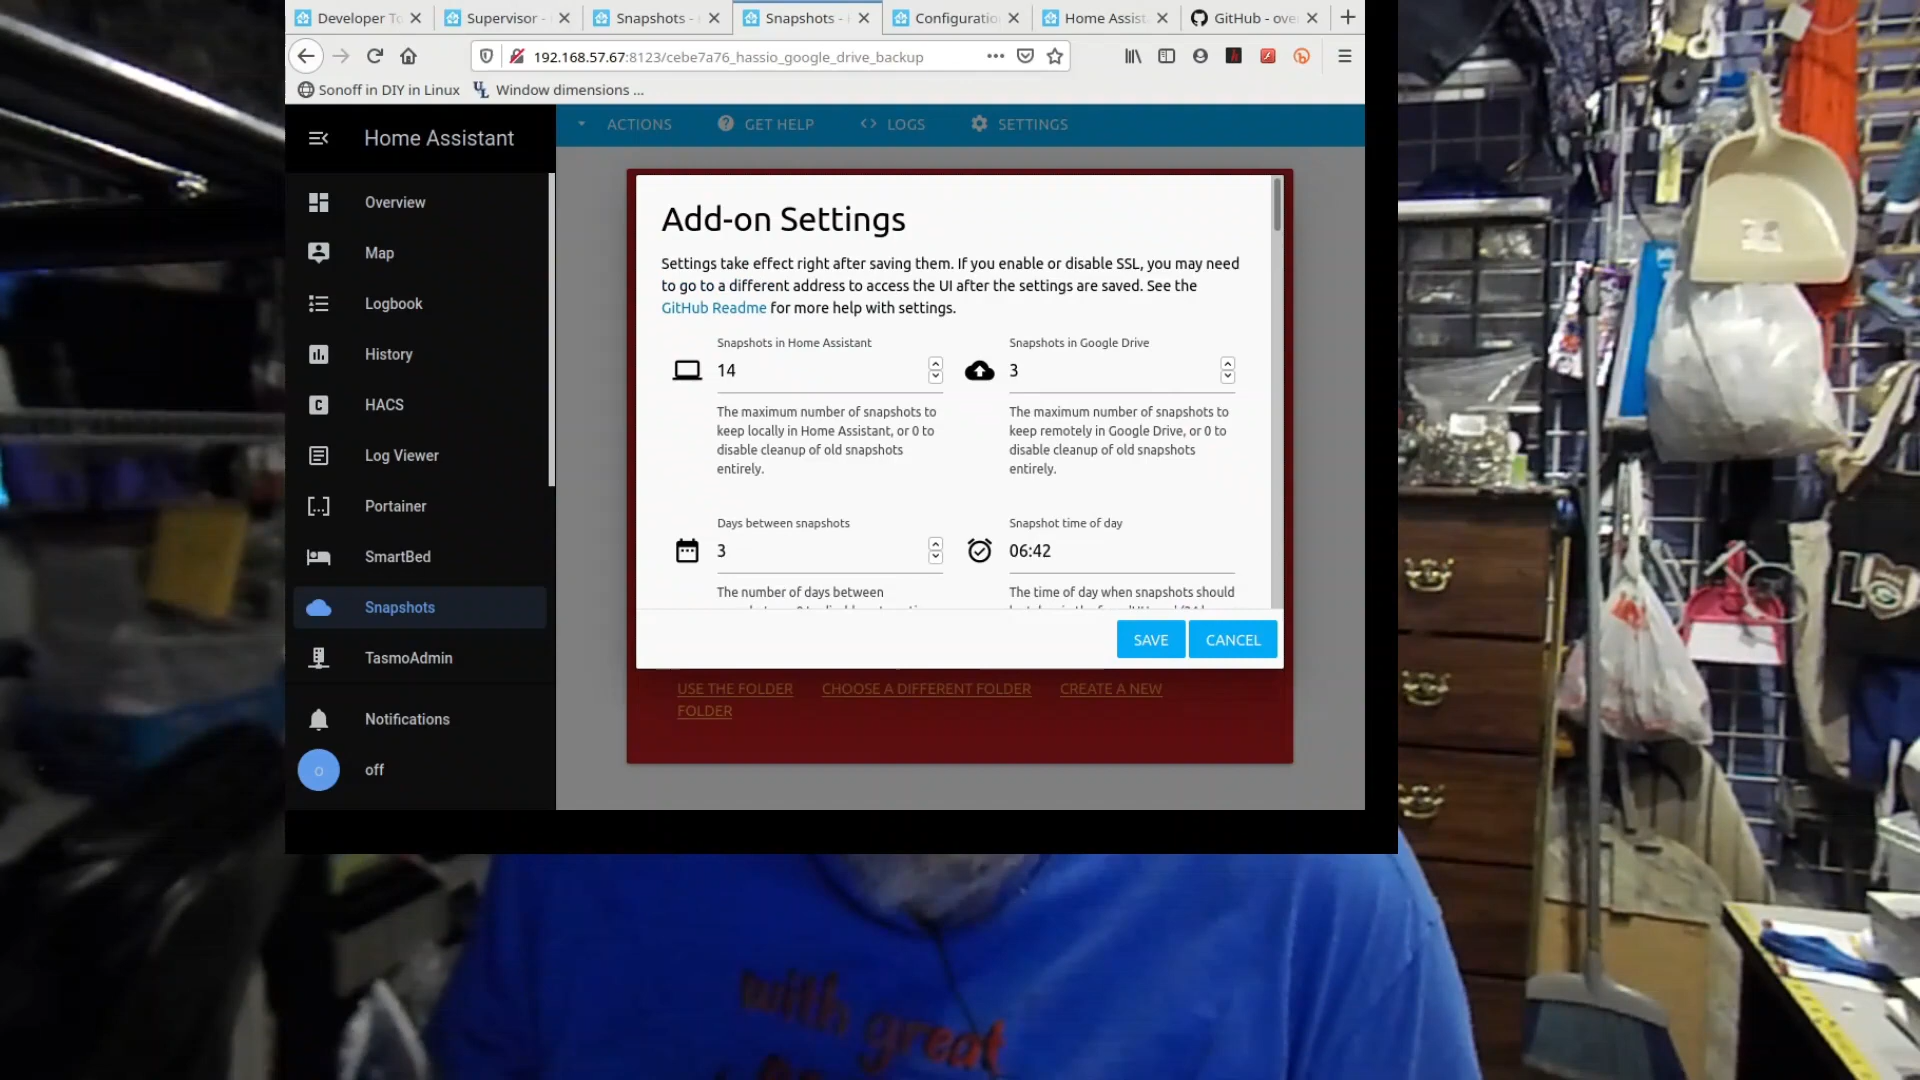 Developer To
Supervisor -
Snapshots -
Snapshots -
Configuratio
Home Assist
GitHub - ove
192.168.57.67:8123/cebe7a76_hassio_google_drive_backup
Sonoff in DIY in Linux
Window dimensions ...
Home Assistant
ACTIONS
GET HELP
LOGS
SETTINGS
Overview
Map
Logbook
History
HACS
Log Viewer
Portainer
SmartBed
Snapshots
TasmoAdmin
Notifications
o
off
Add-on Settings
Settings take effect right after saving them. If you enable or disable SSL, you may need
to go to a different address to access the UI after the settings are saved. See the
GitHub Readme for more help with settings.
Snapshots in Home Assistant
14
The maximum number of snapshots to
keep locally in Home Assistant, or 0 to
disable cleanup of old snapshots
entirely.
Snapshots in Google Drive
3
The maximum number of snapshots to
keep remotely in Google Drive, or 0 to
disable cleanup of old snapshots
entirely.
Days between snapshots
3
The number of days between
Snapshot time of day
06:42
The time of day when snapshots should
SAVE
CANCEL
USE THE FOLDER
CHOOSE A DIFFERENT FOLDER
CREATE A NEW
FOLDER
with great